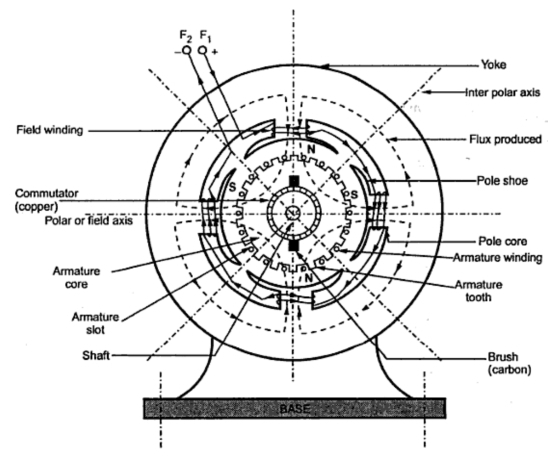 F2 F1
− +
Yoke
Inter polar axis
Field winding
N
Flux produced
S
S
Pole shoe
Commutator
(copper)
Polar or field axis
Pole core
Armature winding
Armature
core
N
Armature
tooth
Armature
slot
Shaft
Brush
(carbon)
BASE